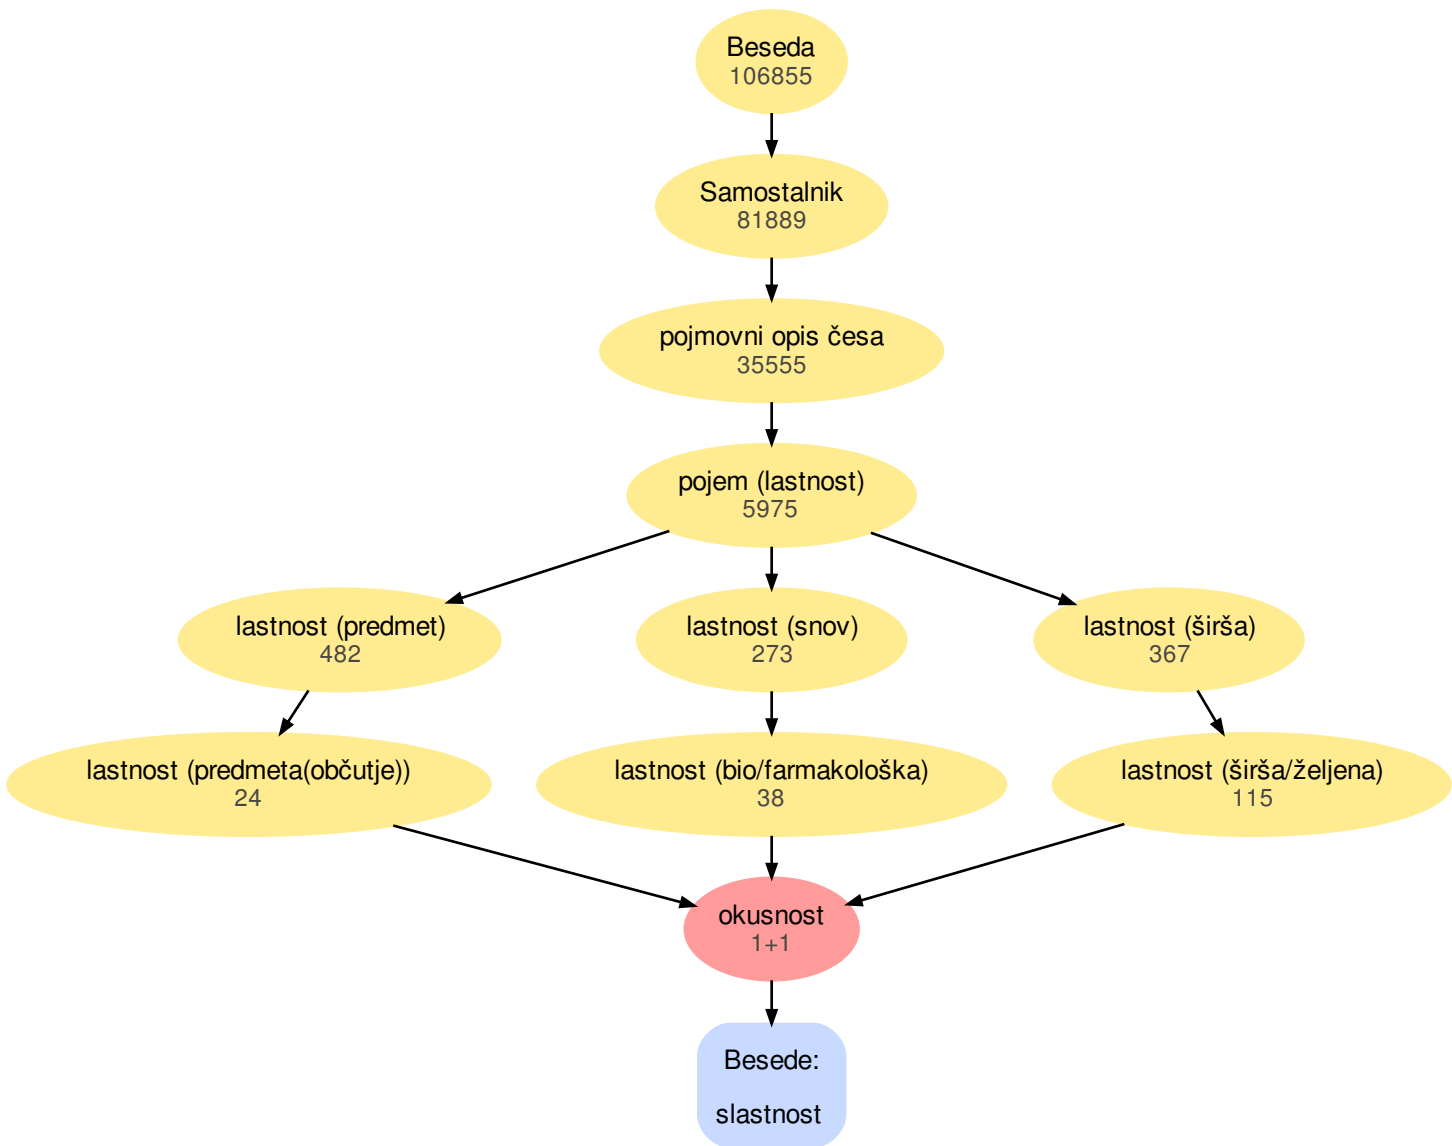 Beseda
106855
Samostalnik
81889
pojmovni opis česa
35555
pojem (lastnost)
5975
lastnost (predmet)
482
lastnost (snov)
273
lastnost (širša)
367
lastnost (predmeta(občutje))
24
lastnost (bio/farmakološka)
38
lastnost (širša/željena)
115
okusnost
1+1
Besede:
slastnost